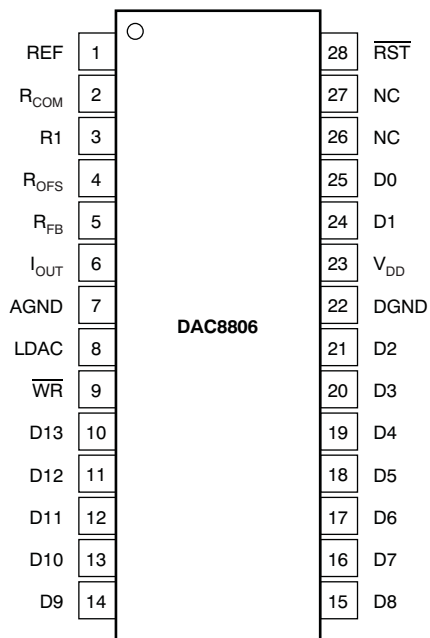 REF 1 28 RST
RCOM 2 27 NC
R1 3 26 NC
ROFS 4 25 D0
RFB 5 24 D1
IOUT 6 23 VDD
AGND 7 22 DGND
DAC8806
LDAC 8 21 D2
WR 9 20 D3
D13 10 19 D4
D12 11 18 D5
D11 12 17 D6
D10 13 16 D7
D9 14 15 D8